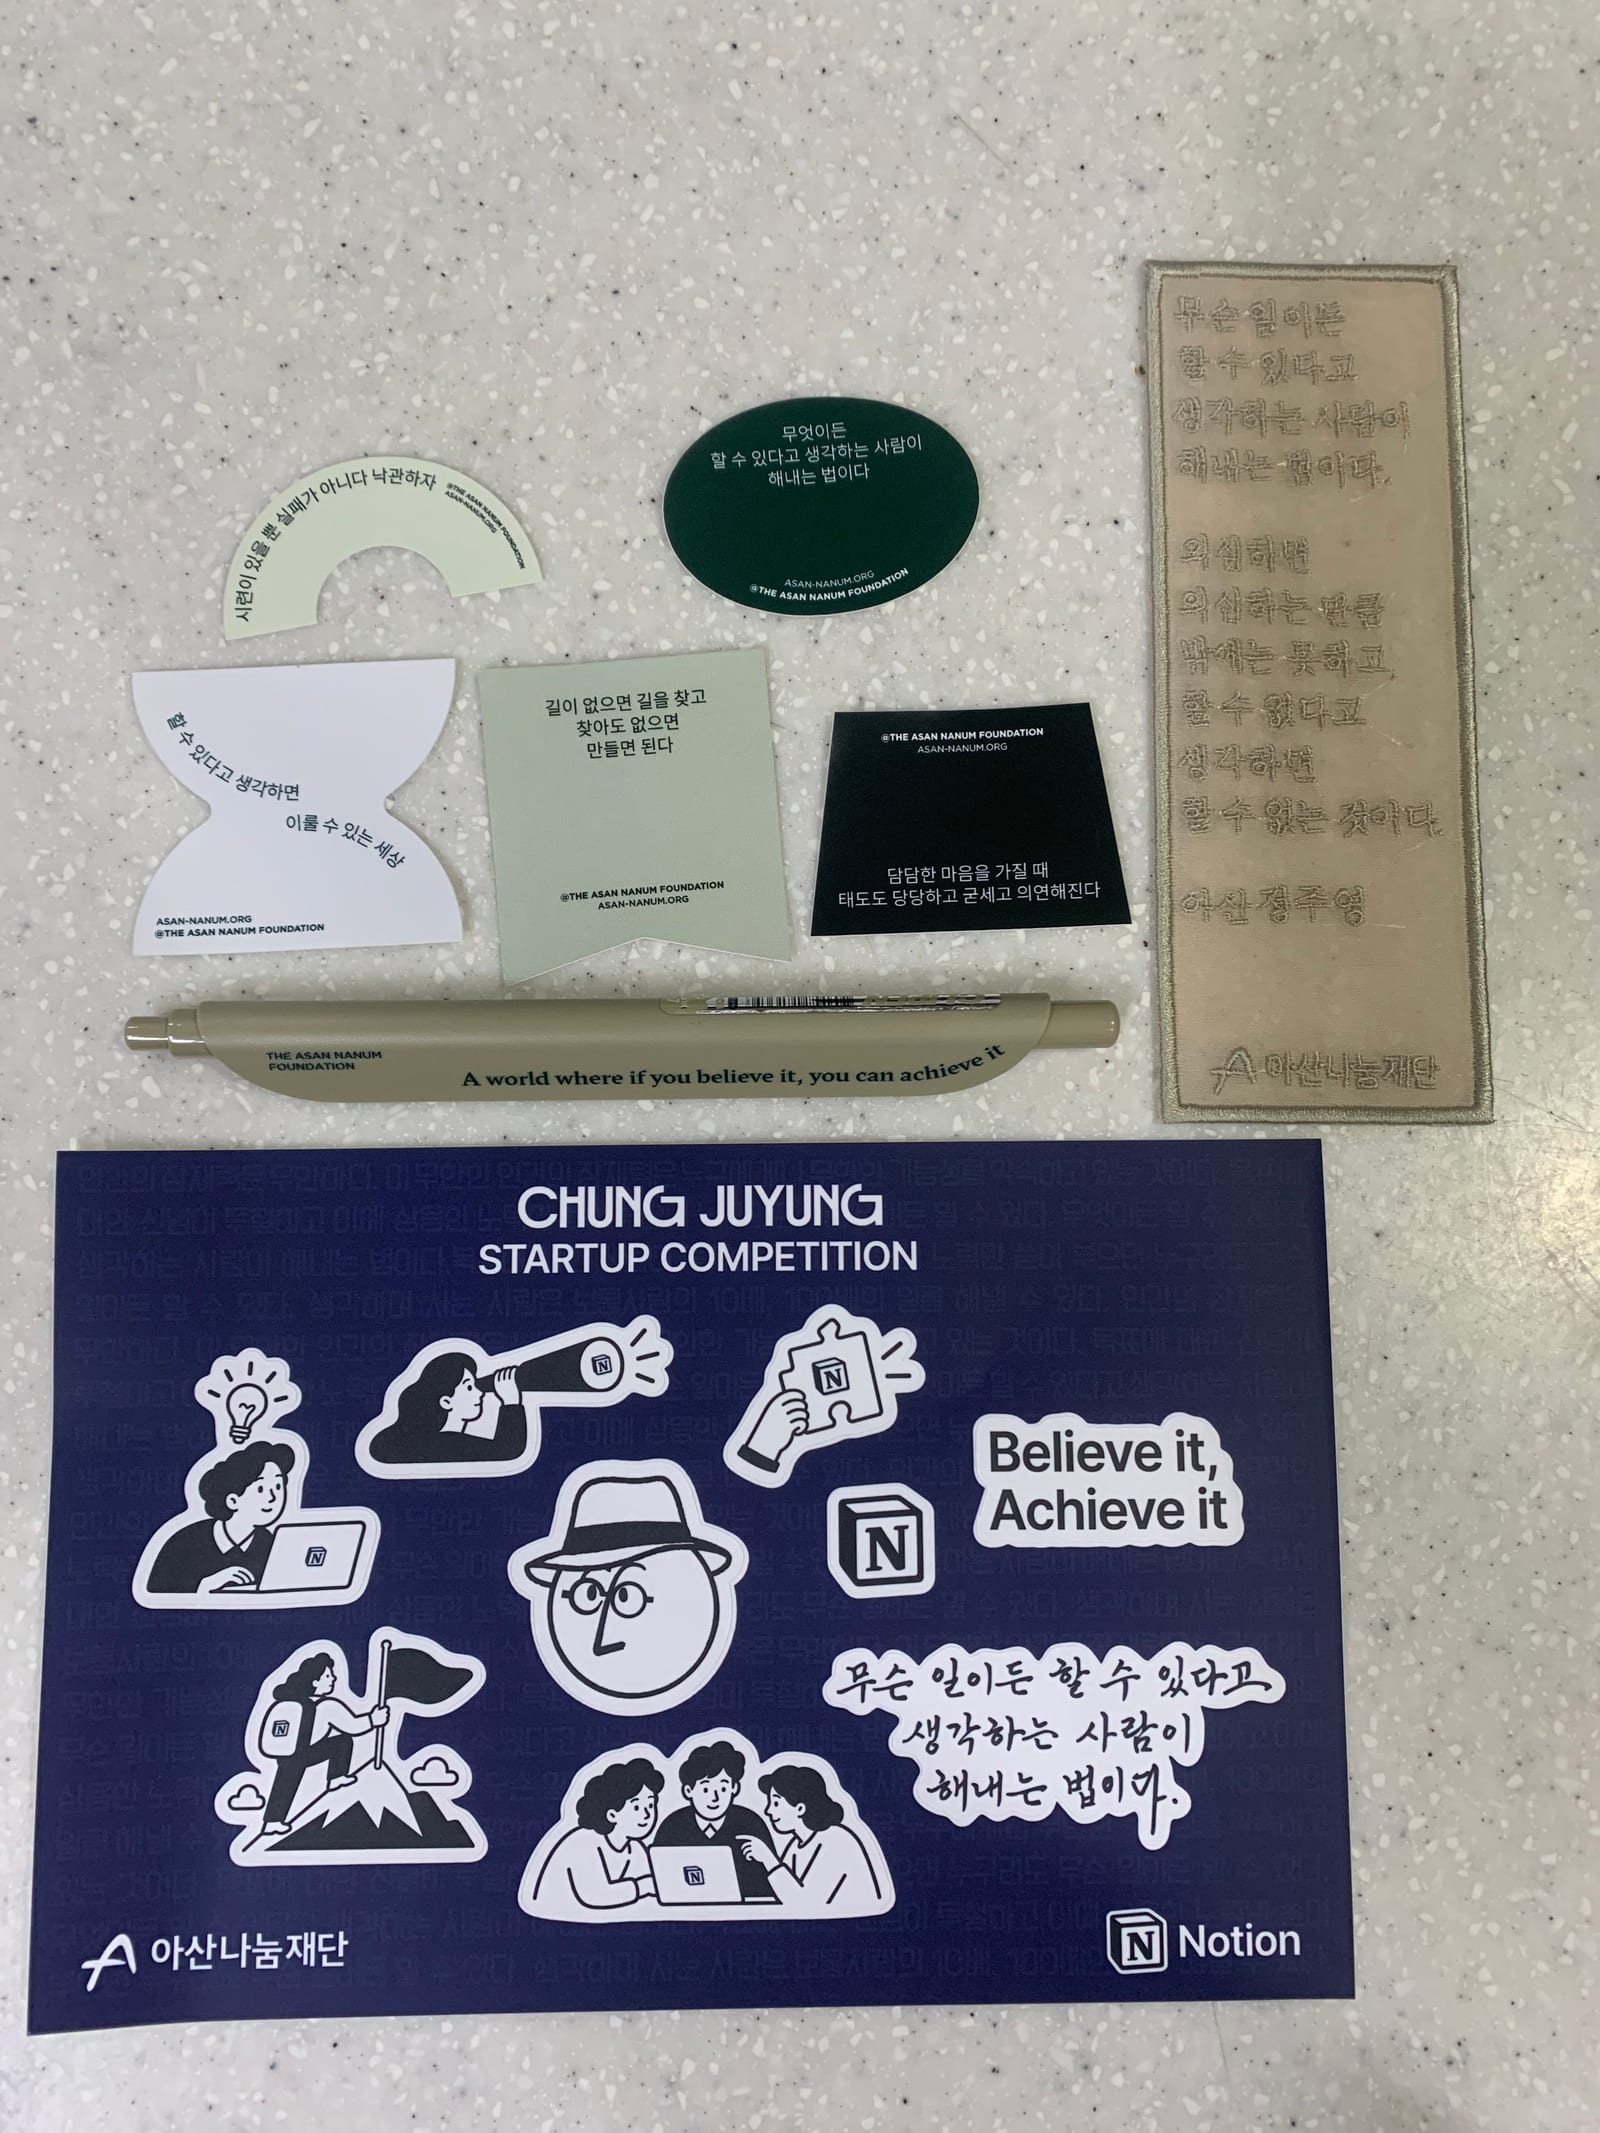 시련이 있을 뿐 실패가 아니다 낙관하자
@THE ASAN NANUM FOUNDATION
ASAN-NANUM.ORG
무엇이든
할 수 있다고 생각하는 사람이
해내는 법이다
ASAN-NANUM.ORG
@THE ASAN NANUM FOUNDATION
할 수 있다고 생각하면
이룰 수 있는 세상
ASAN-NANUM.ORG
@THE ASAN NANUM FOUNDATION
길이 없으면 길을 찾고
찾아도 없으면
만들면 된다
@THE ASAN NANUM FOUNDATION
ASAN-NANUM.ORG
@THE ASAN NANUM FOUNDATION
ASAN-NANUM.ORG
담담한 마음을 가질 때
태도도 당당하고 굳세고 의연해진다
무슨 일이든
할 수 있다고
생각하는 사람이
해내는 법이다.
의심하면
의심하는 만큼
밖에는 못하고,
할 수 없다고
생각하면
할 수 없는 것이다.
아산 정주영
아산나눔재단
THE ASAN NANUM
FOUNDATION
A world where if you believe it, you can achieve it
CHUNG JUYUNG
STARTUP COMPETITION
N
N
N
Believe it,
Achieve it
N
N
무슨 일이든 할 수 있다고
생각하는 사람이
해내는 법이다.
N
아산나눔재단
N Notion